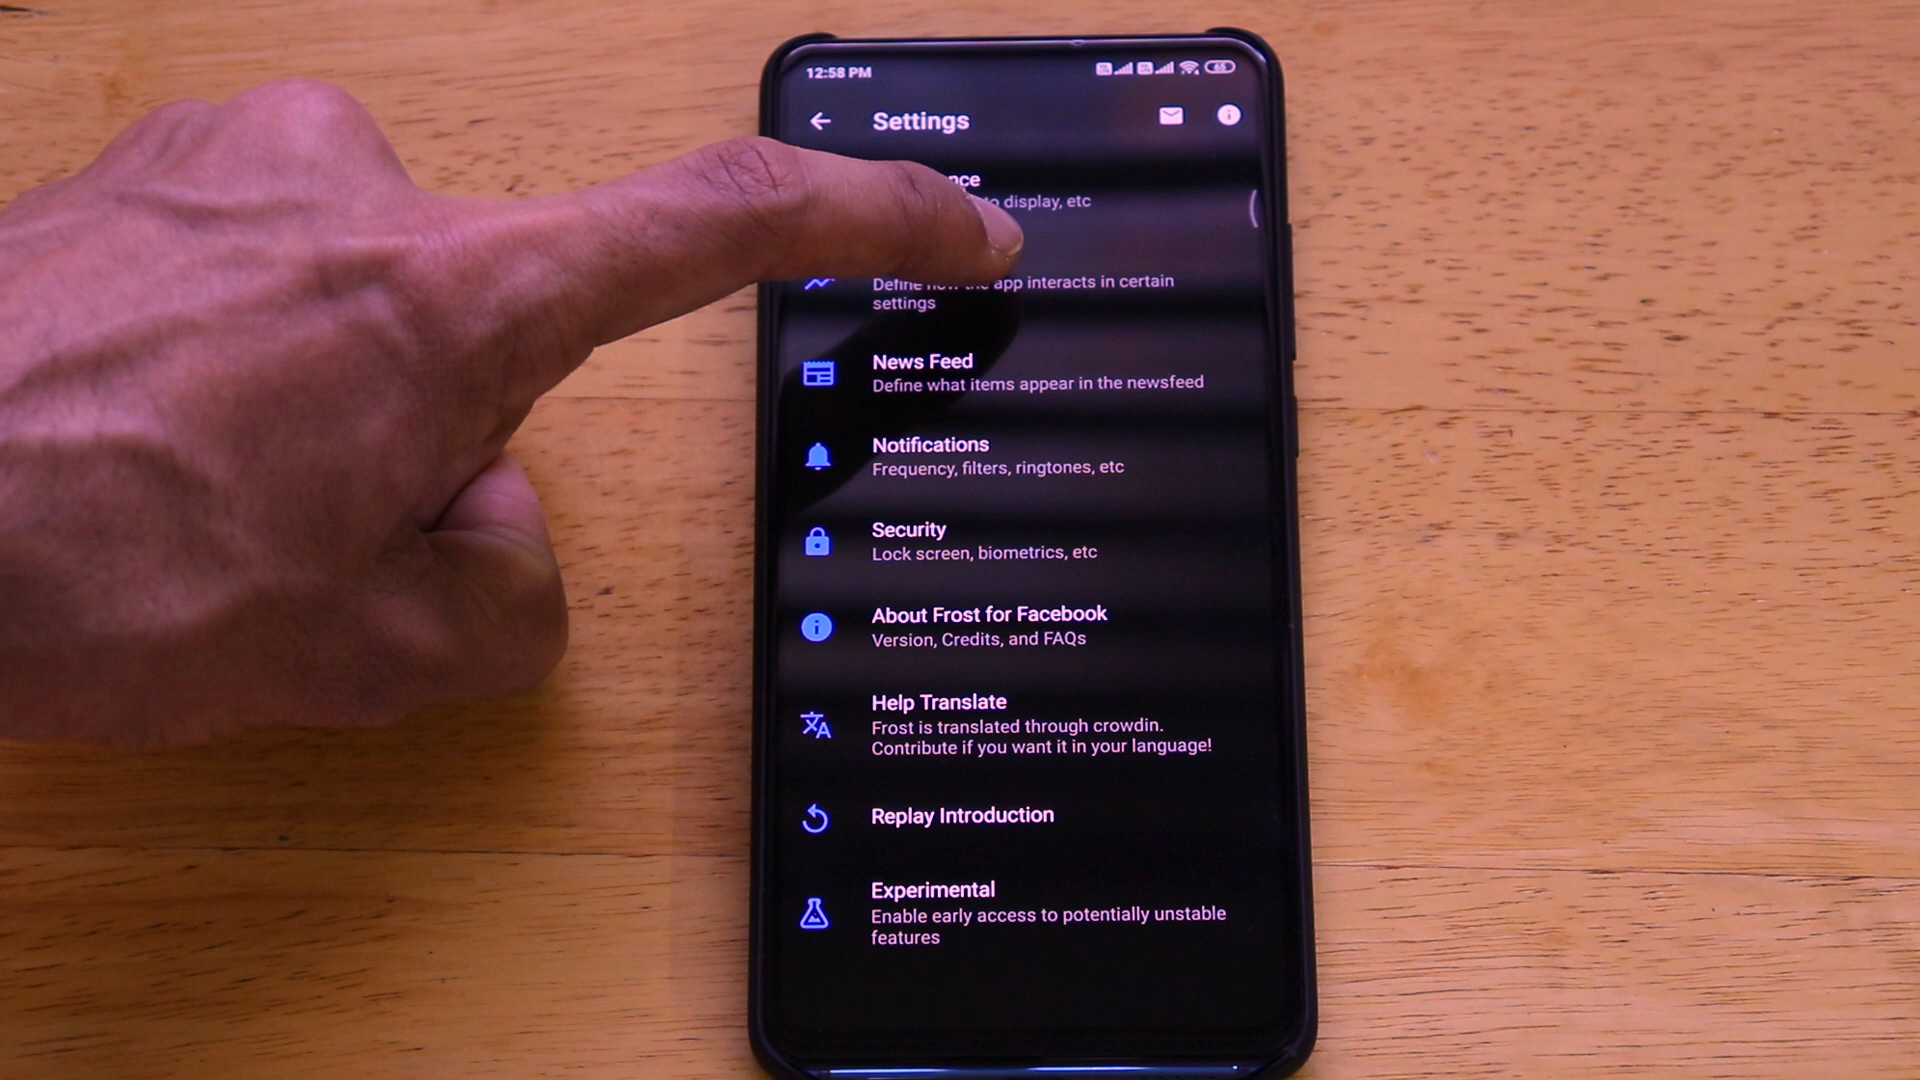 12:58 PM
65
Settings
display, etc
app interacts in certain
settings
News Feed
Define what items appear in the newsfeed
Notifications
Frequency, filters, ringtones, etc
Security
Lock screen, biometrics, etc
About Frost for Facebook
Version, Credits, and FAQs
Help Translate
Frost is translated through crowdin.
Contribute if you want it in your language!
Replay Introduction
Experimental
Enable early access to potentially unstable
features